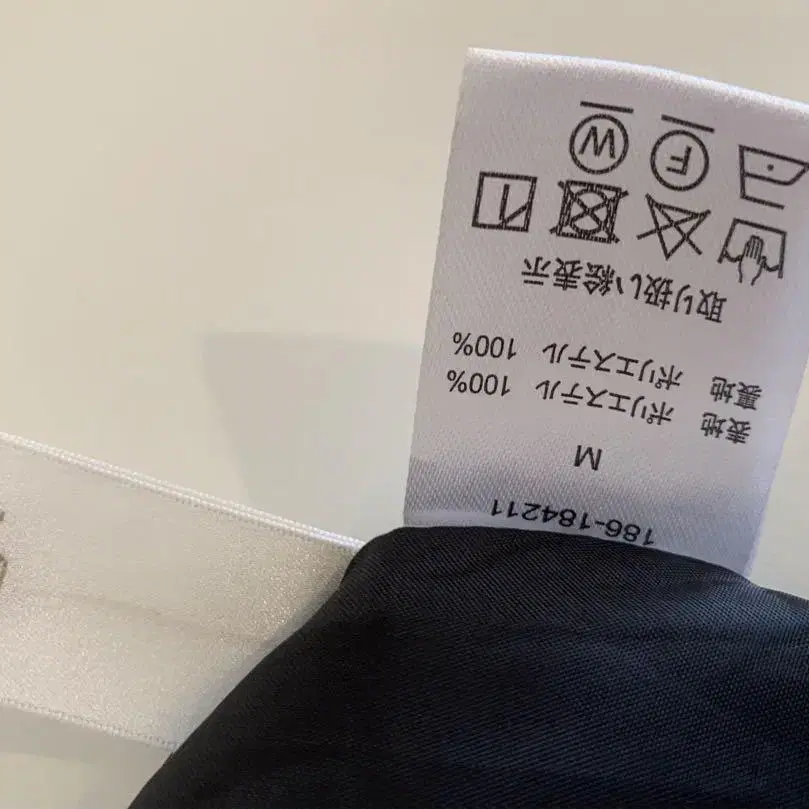 186-184211
M
表地 ポリエステル 100%
裏地 ポリエステル 100%
取り扱い絵表示
F
W